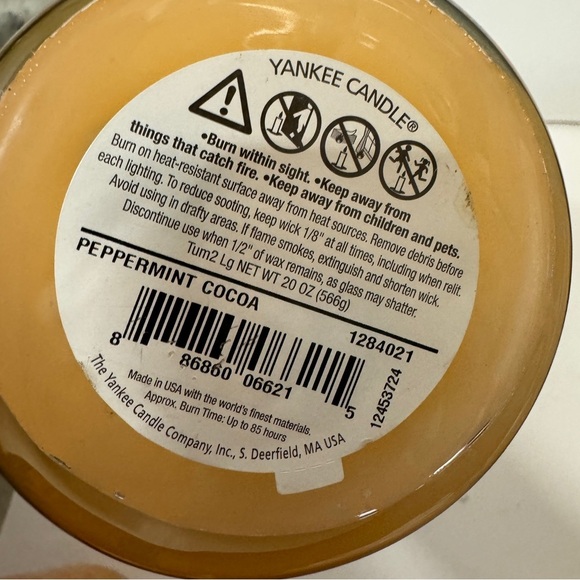 YANKEE CANDLE®
•Burn within sight. •Keep away from
things that catch fire. •Keep away from children and pets.
Burn on heat-resistant surface away from heat sources. Remove debris before
each lighting. To reduce sooting, keep wick 1/8" at all times, including when relit.
Avoid using in drafty areas. If flame smokes, extinguish and shorten wick.
Discontinue use when 1/2" of wax remains, as glass may shatter.
Tum2 Lg NET WT 20 OZ (566g)
PEPPERMINT COCOA
1284021
8 86860 06621 5
12453724
Made in USA with the world's finest materials.
Approx. Burn Time: Up to 85 hours
The Yankee Candle Company, Inc., S. Deerfield, MA USA